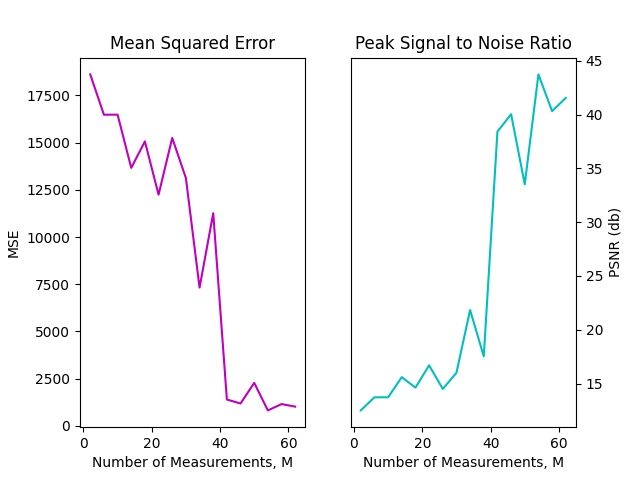 Mean Squared Error
Peak Signal to Noise Ratio
MSE
17500
15000
12500
10000
7500
5000
2500
0
0 20 40 60
Number of Measurements, M
45
40
35
30
25
20
15
PSNR (db)
0 20 40 60
Number of Measurements, M